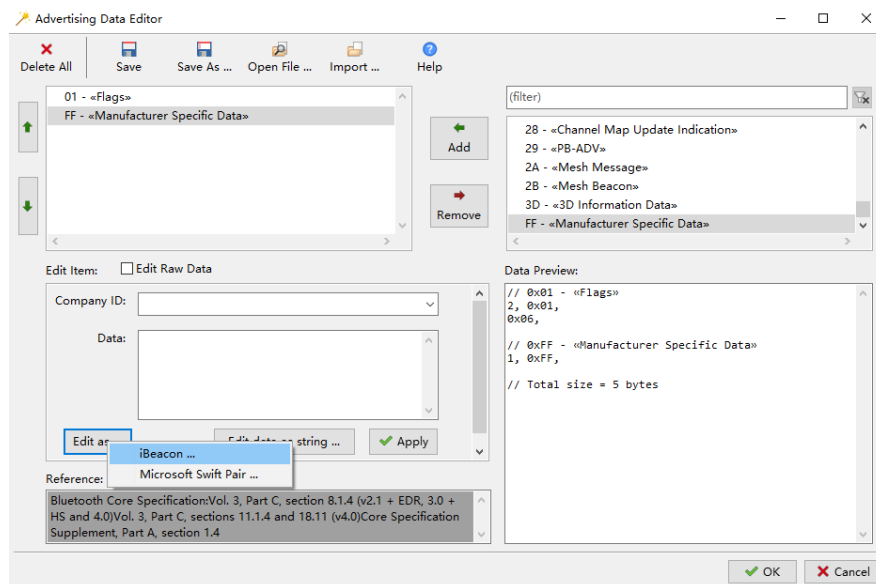 Advertising Data Editor
Delete All
Save
Save As ...
Open File ...
Import ...
Help
01 - «Flags»
FF - «Manufacturer Specific Data»
Add
Remove
(filter)
28 - «Channel Map Update Indication»
29 - «PB-ADV»
2A - «Mesh Message»
2B - «Mesh Beacon»
3D - «3D Information Data»
FF - «Manufacturer Specific Data»
Edit Item:
Edit Raw Data
Company ID:
Data:
Edit as
string ...
Apply
iBeacon ...
Microsoft Swift Pair ...
Reference:
Bluetooth Core Specification:Vol. 3, Part C, section 8.1.4 (v2.1 + EDR, 3.0 +
HS and 4.0)Vol. 3, Part C, sections 11.1.4 and 18.11 (v4.0)Core Specification
Supplement, Part A, section 1.4
Data Preview:
// 0x01 - «Flags»
2, 0x01,
0x06,
// 0xFF - «Manufacturer Specific Data»
1, 0xFF,
// Total size = 5 bytes
OK
Cancel